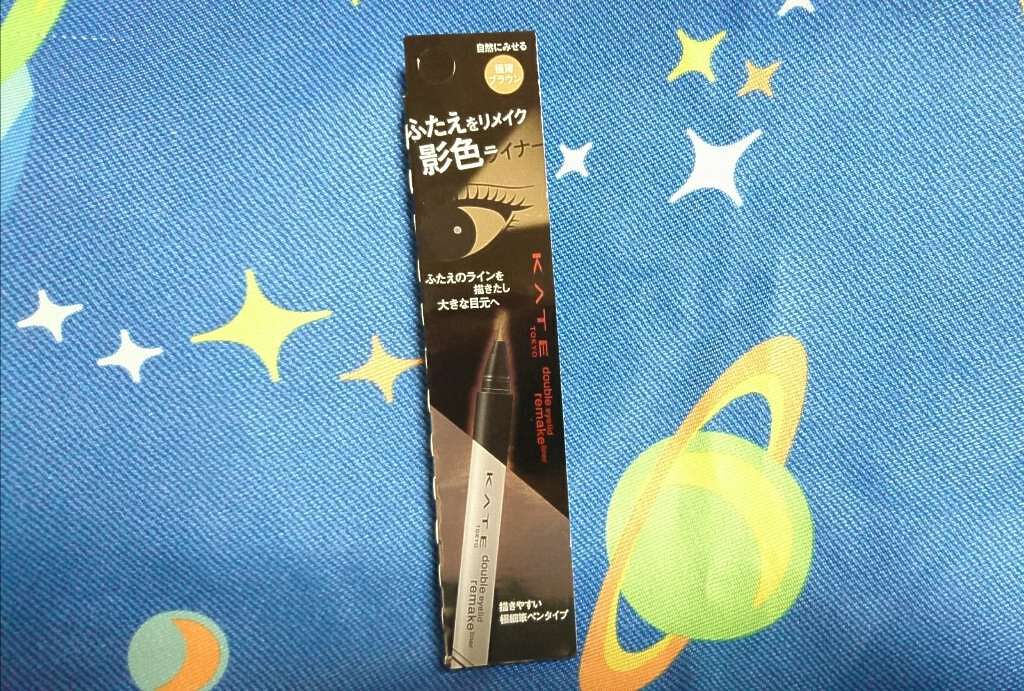 自然にみせる
極薄
ブラウン
ふたえをリメイク
影色ライナー
ふたえのラインを
描きたし
大きな目元へ
KATE
TOKYO
double eyelid
remake liner
KATE
TOKYO
double eyelid
remake liner
描きやすい
極細筆ペンタイプ